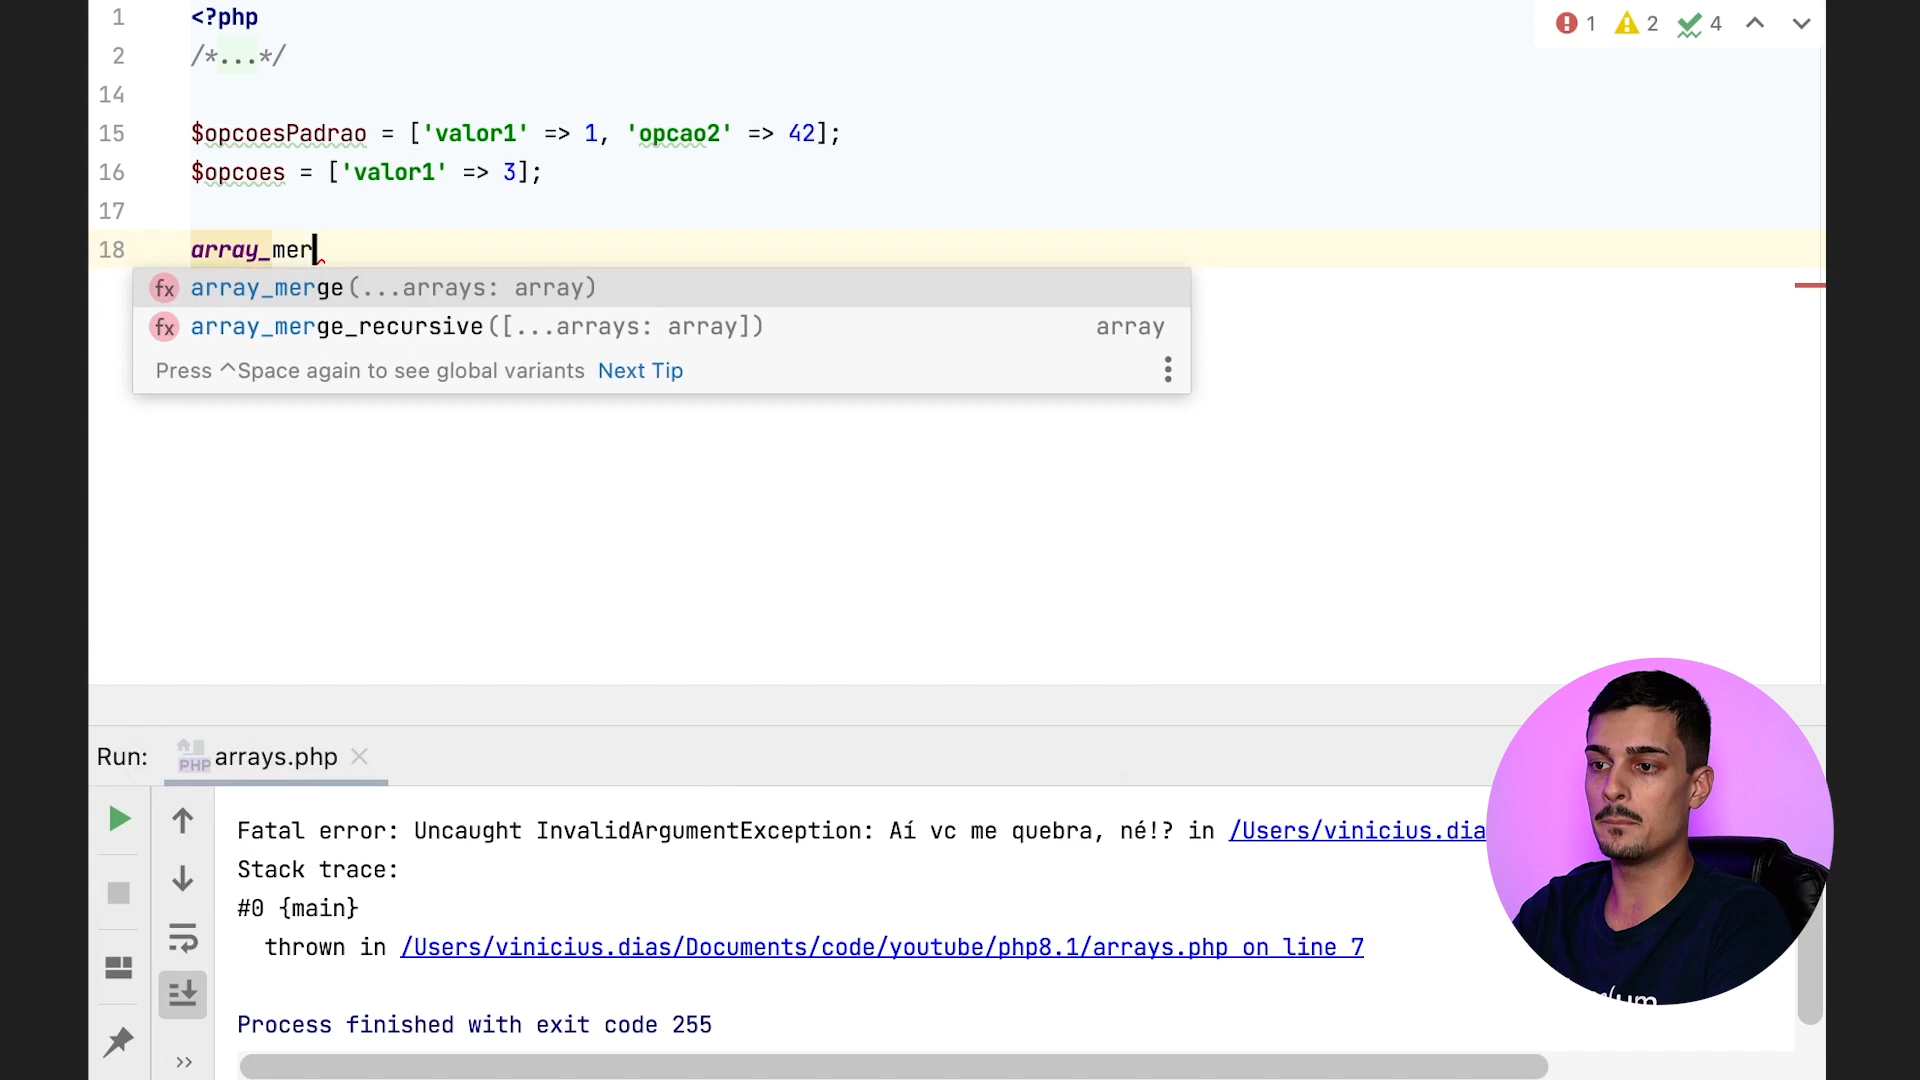 1 <?php
2 /*...*/
14
15 $opcoesPadrao = ['valor1' => 1, 'opcao2' => 42];
16 $opcoes = ['valor1' => 3];
17
18 array_mer
fx array_merge(...arrays: array)
fx array_merge_recursive([...arrays: array]) array
Press ^Space again to see global variants Next Tip
1 2 4
Run: PHP arrays.php
Fatal error: Uncaught InvalidArgumentException: Aí vc me quebra, né!? in /Users/vinicius.dia
Stack trace:
#0 {main}
thrown in /Users/vinicius.dias/Documents/code/youtube/php8.1/arrays.php on line 7
Process finished with exit code 255